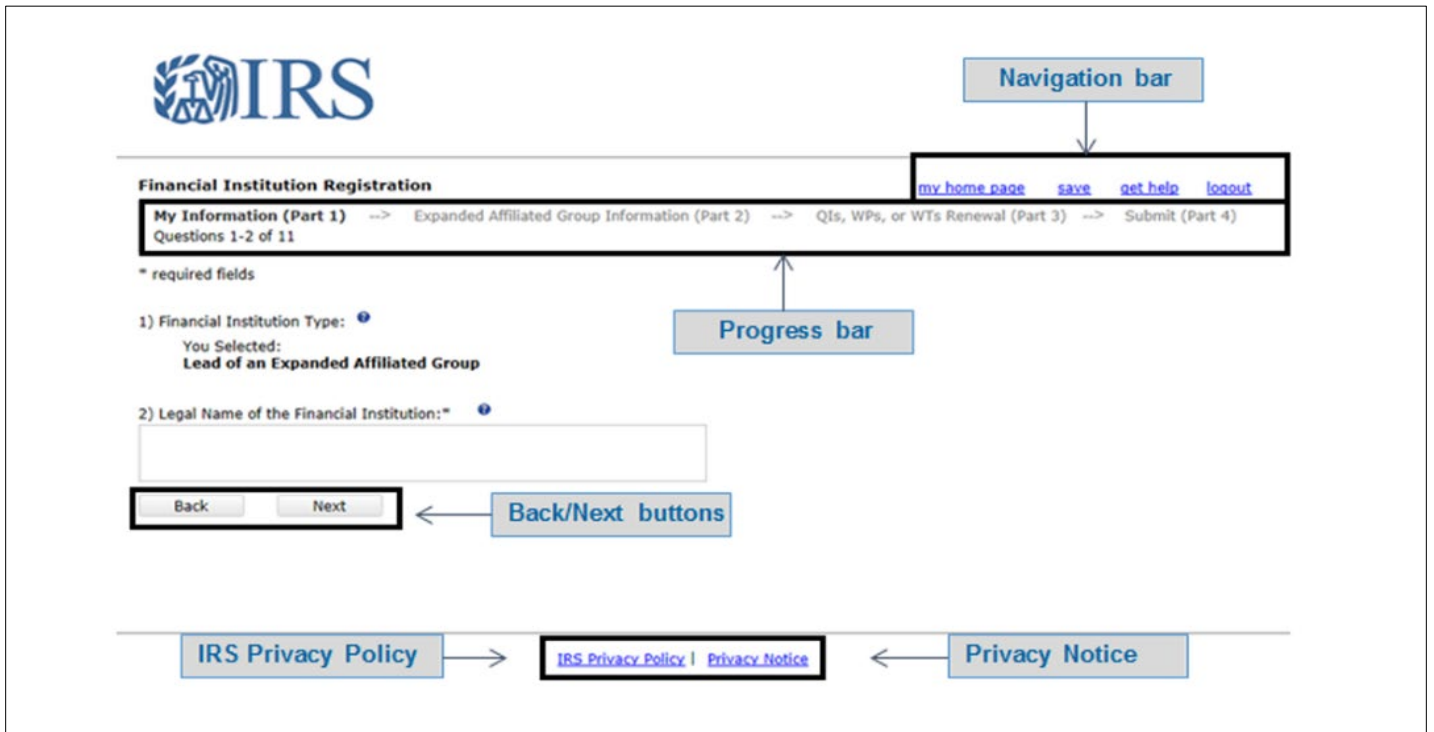 IRS
Navigation bar
Financial Institution Registration
my home page save get help logout
My Information (Part 1) --> Expanded Affiliated Group Information (Part 2) --> QIs, WPs, or WTs Renewal (Part 3) --> Submit (Part 4)
Questions 1-2 of 11
* required fields
1) Financial Institution Type: ?
Progress bar
You Selected:
Lead of an Expanded Affiliated Group
2) Legal Name of the Financial Institution:* ?
Back Next
Back/Next buttons
IRS Privacy Policy
IRS Privacy Policy | Privacy Notice
Privacy Notice